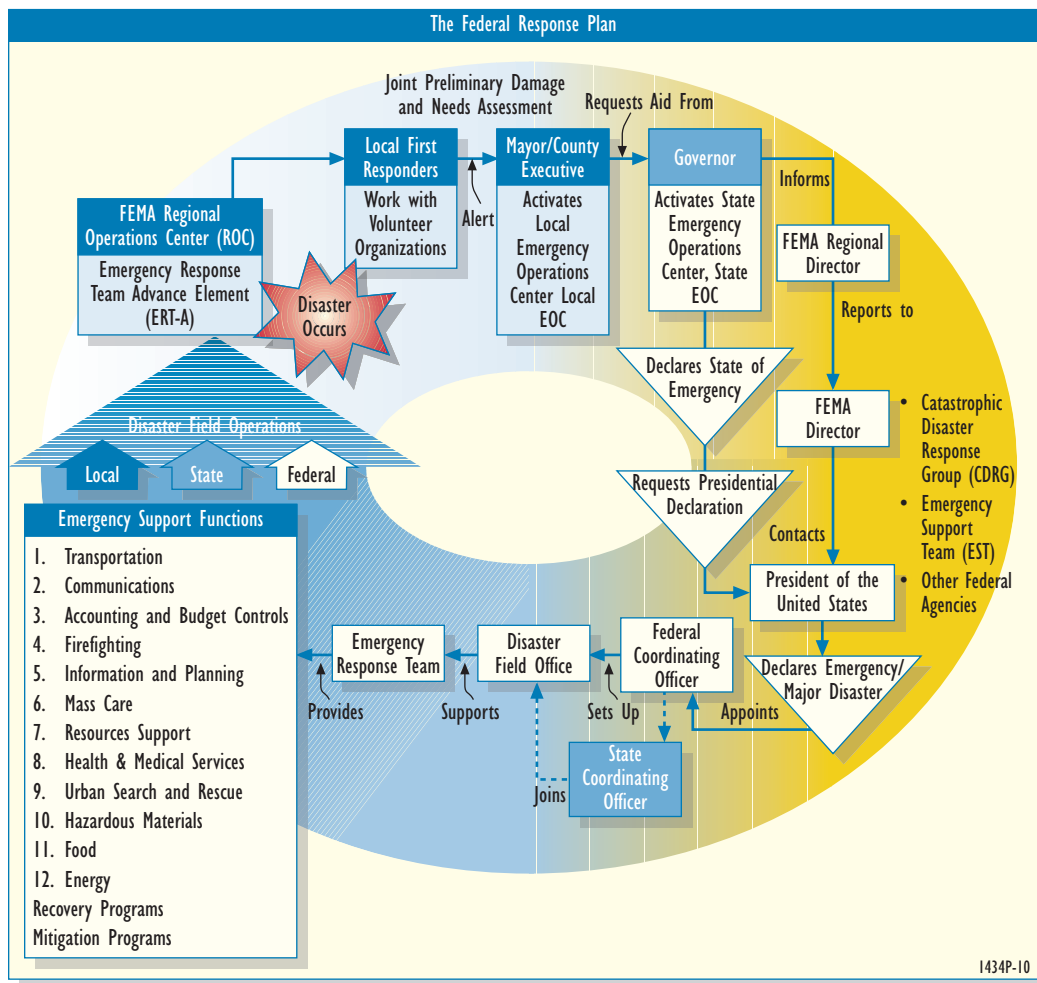 The Federal Response Plan
Joint Preliminary Damage
and Needs Assessment
Requests Aid From
Local First
Responders
Work with
Volunteer
Organizations
Alert
Mayor/County
Executive
Activates
Local
Emergency
Operations
Center Local
EOC
Governor
Activates State
Emergency
Operations
Center, State
EOC
Informs
FEMA Regional
Director
Reports to
FEMA Regional
Operations Center (ROC)
Emergency Response
Team Advance Element
(ERT-A)
Disaster
Occurs
Declares State of
Emergency
FEMA
Director
• Catastrophic
Disaster
Response
Group (CDRG)
• Emergency
Support
Team (EST)
• Other Federal
Agencies
Requests Presidential
Declaration
Contacts
President of the
United States
Declares Emergency/
Major Disaster
Appoints
Federal
Coordinating
Officer
Sets Up
State
Coordinating
Officer
Joins
Disaster
Field Office
Supports
Emergency
Response Team
Provides
Disaster Field Operations
Local
State
Federal
Emergency Support Functions
1. Transportation
2. Communications
3. Accounting and Budget Controls
4. Firefighting
5. Information and Planning
6. Mass Care
7. Resources Support
8. Health & Medical Services
9. Urban Search and Rescue
10. Hazardous Materials
11. Food
12. Energy
Recovery Programs
Mitigation Programs
1434P-10